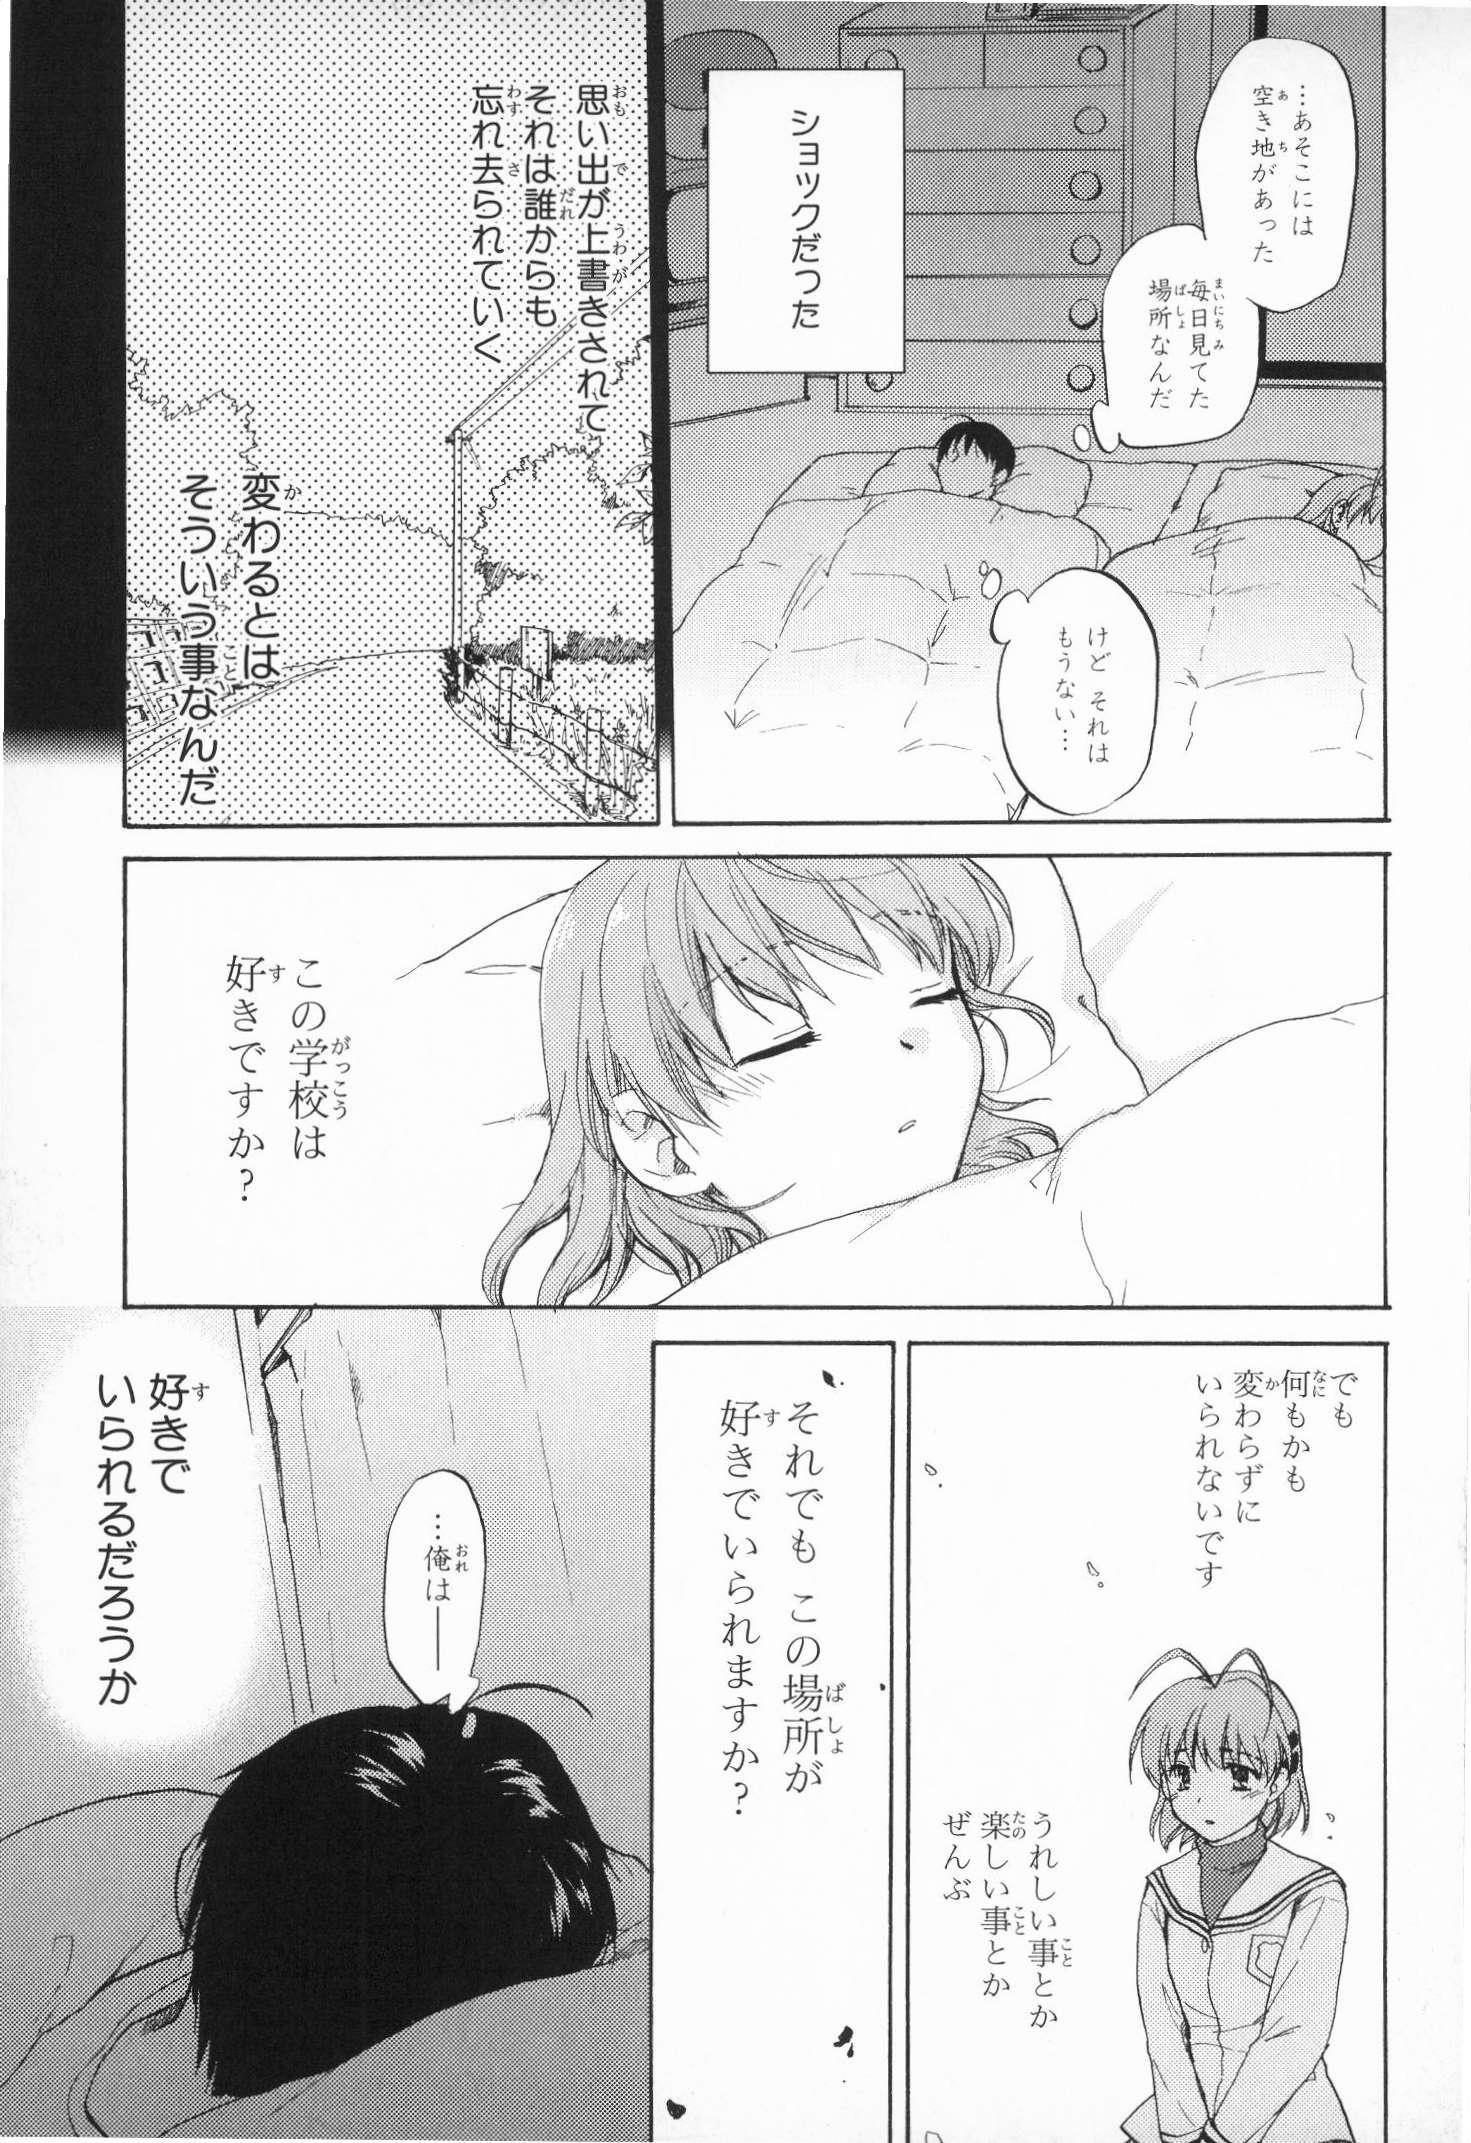 …あそこには
空き地があった
毎日見てた
場所なんだ
ショックだった
けど それは
もうない…
思い出が上書きされて
それは誰からも
忘れ去られていく
変わるとは
そういう事なんだ
この学校は
好きですか？
でも
何もかも
変わらずに
いられないです
うれしい事とか
楽しい事とか
ぜんぶ
それでも この場所が
好きでいられますか？
…俺は――
好きで
いられるだろうか